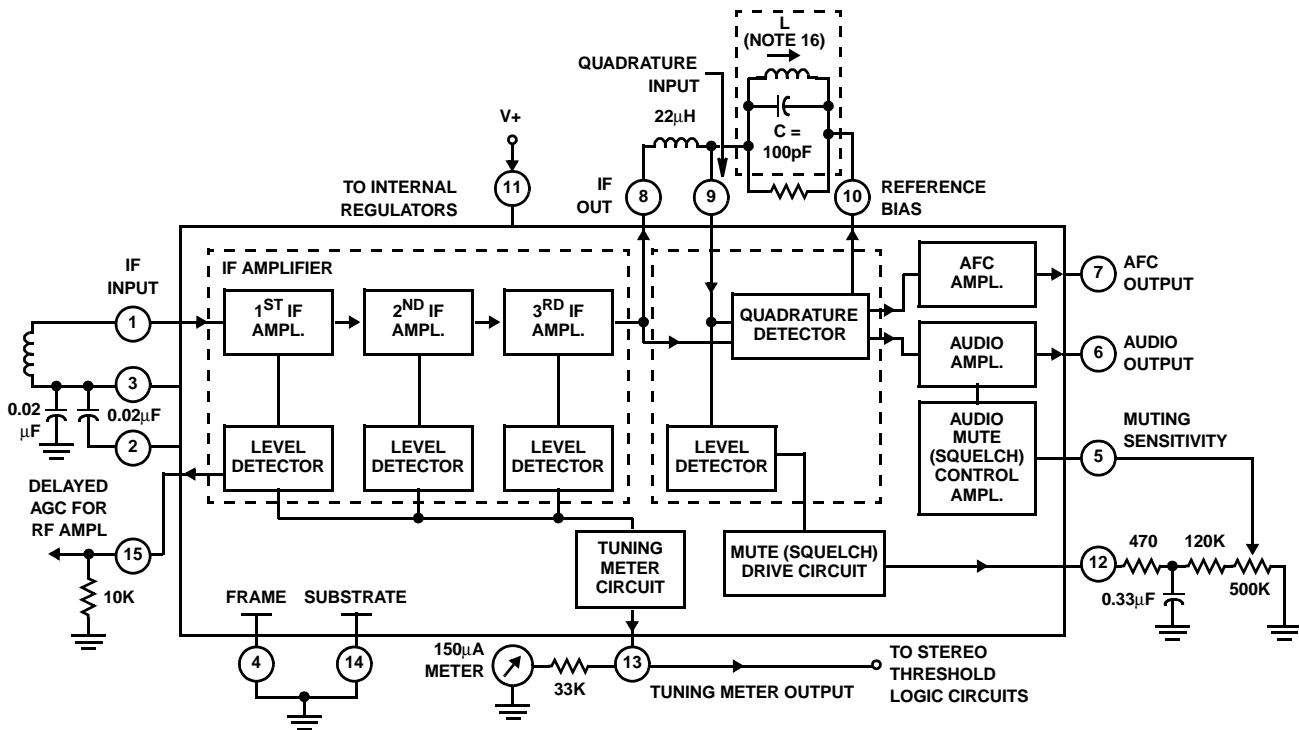 L
(NOTE 16)
QUADRATURE
INPUT
22μH
C =
100pF
V+
11
TO INTERNAL
REGULATORS
IF
OUT
8
9
10
REFERENCE
BIAS
IF
INPUT
1
3
2
0.02
μF
0.02μF
IF AMPLIFIER
1ST IF
AMPL.
2ND IF
AMPL.
3RD IF
AMPL.
QUADRATURE
DETECTOR
AFC
AMPL.
7
AFC
OUTPUT
AUDIO
AMPL.
6
AUDIO
OUTPUT
LEVEL
DETECTOR
LEVEL
DETECTOR
LEVEL
DETECTOR
LEVEL
DETECTOR
AUDIO
MUTE
(SQUELCH)
CONTROL
AMPL.
MUTING
SENSITIVITY
5
DELAYED
AGC FOR
RF AMPL
15
10K
TUNING
METER
CIRCUIT
MUTE (SQUELCH)
DRIVE CIRCUIT
12
470
120K
0.33μF
500K
FRAME
SUBSTRATE
4
14
150μA
METER
33K
13
TUNING METER OUTPUT
TO STEREO
THRESHOLD
LOGIC CIRCUITS